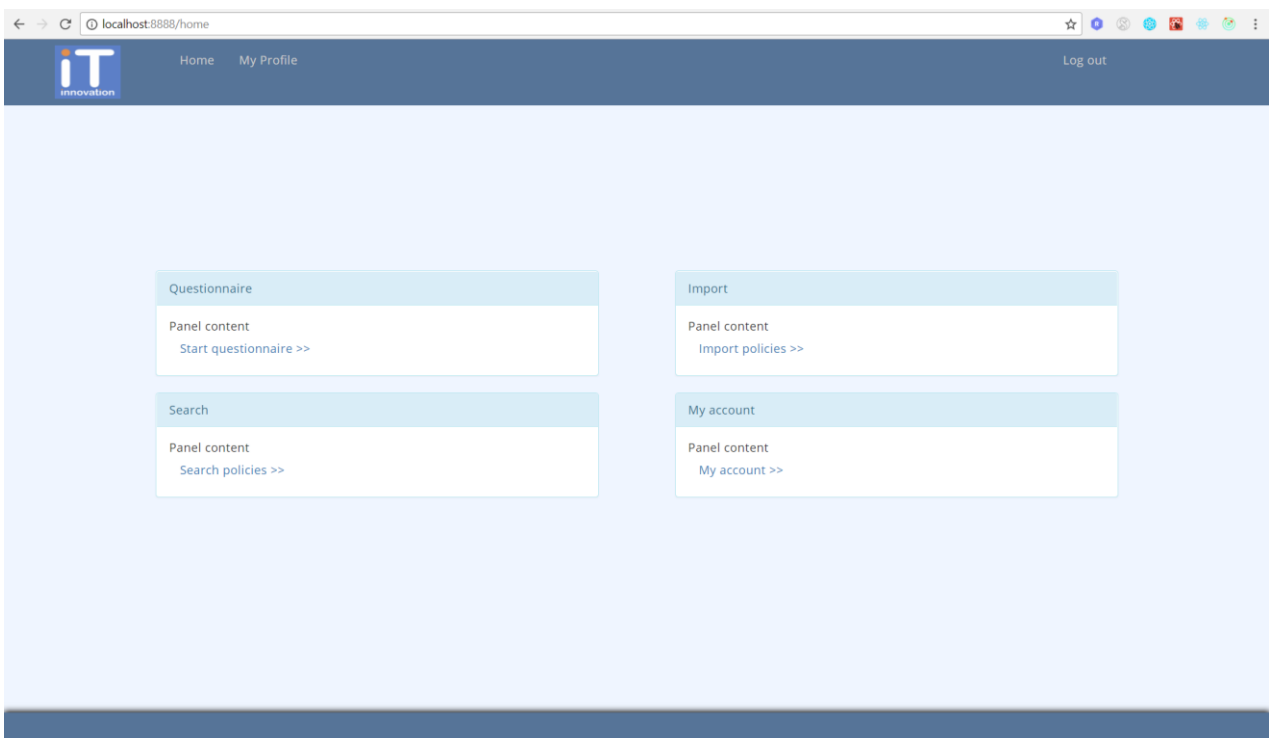 localhost:8888/home
iT
innovation
Home My Profile Log out
Questionnaire
Panel content
Start questionnaire >>
Import
Panel content
Import policies >>
Search
Panel content
Search policies >>
My account
Panel content
My account >>